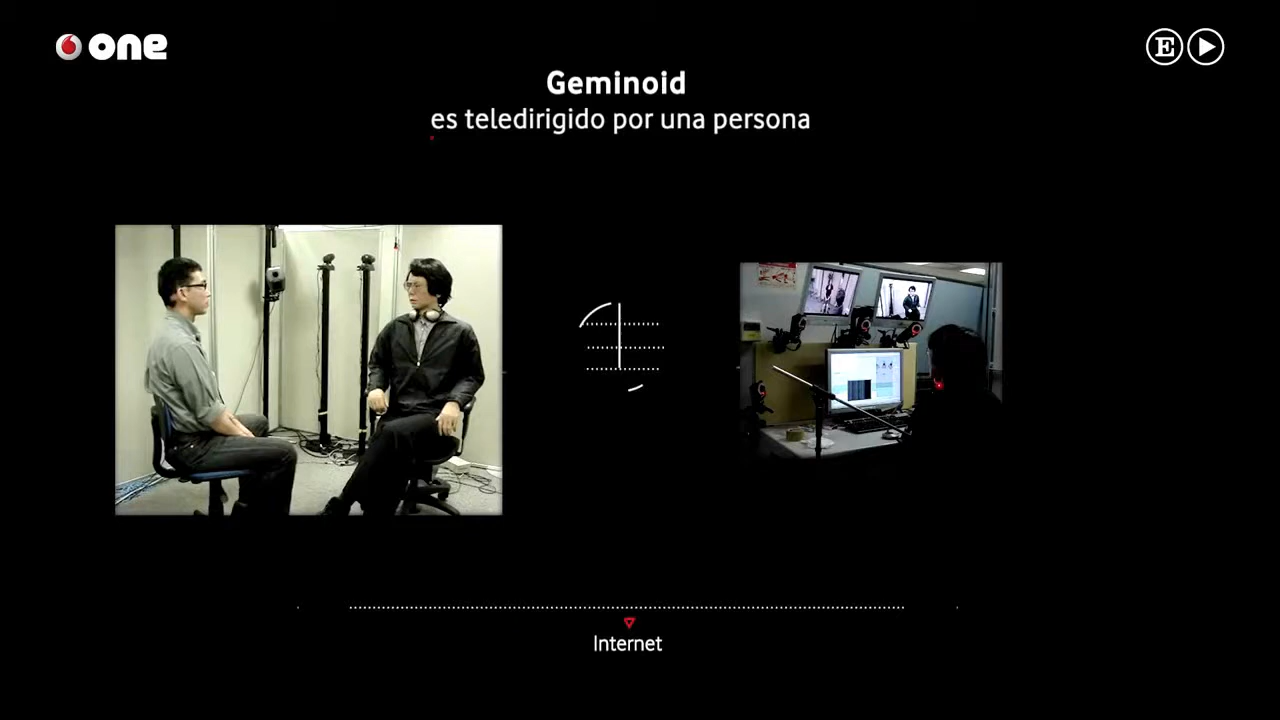 one
E
Geminoid
es teledirigido por una persona
Internet